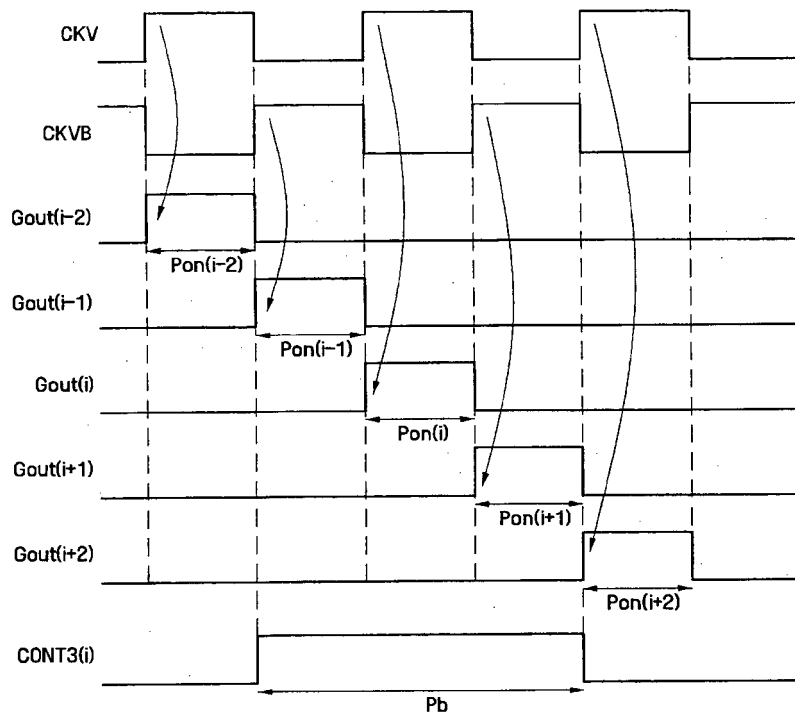 CKV
CKVB
Gout(i-2)
Pon(i-2)
Gout(i-1)
Pon(i-1)
Gout(i)
Pon(i)
Gout(i+1)
Pon(i+1)
Gout(i+2)
Pon(i+2)
CONT3(i)
Pb